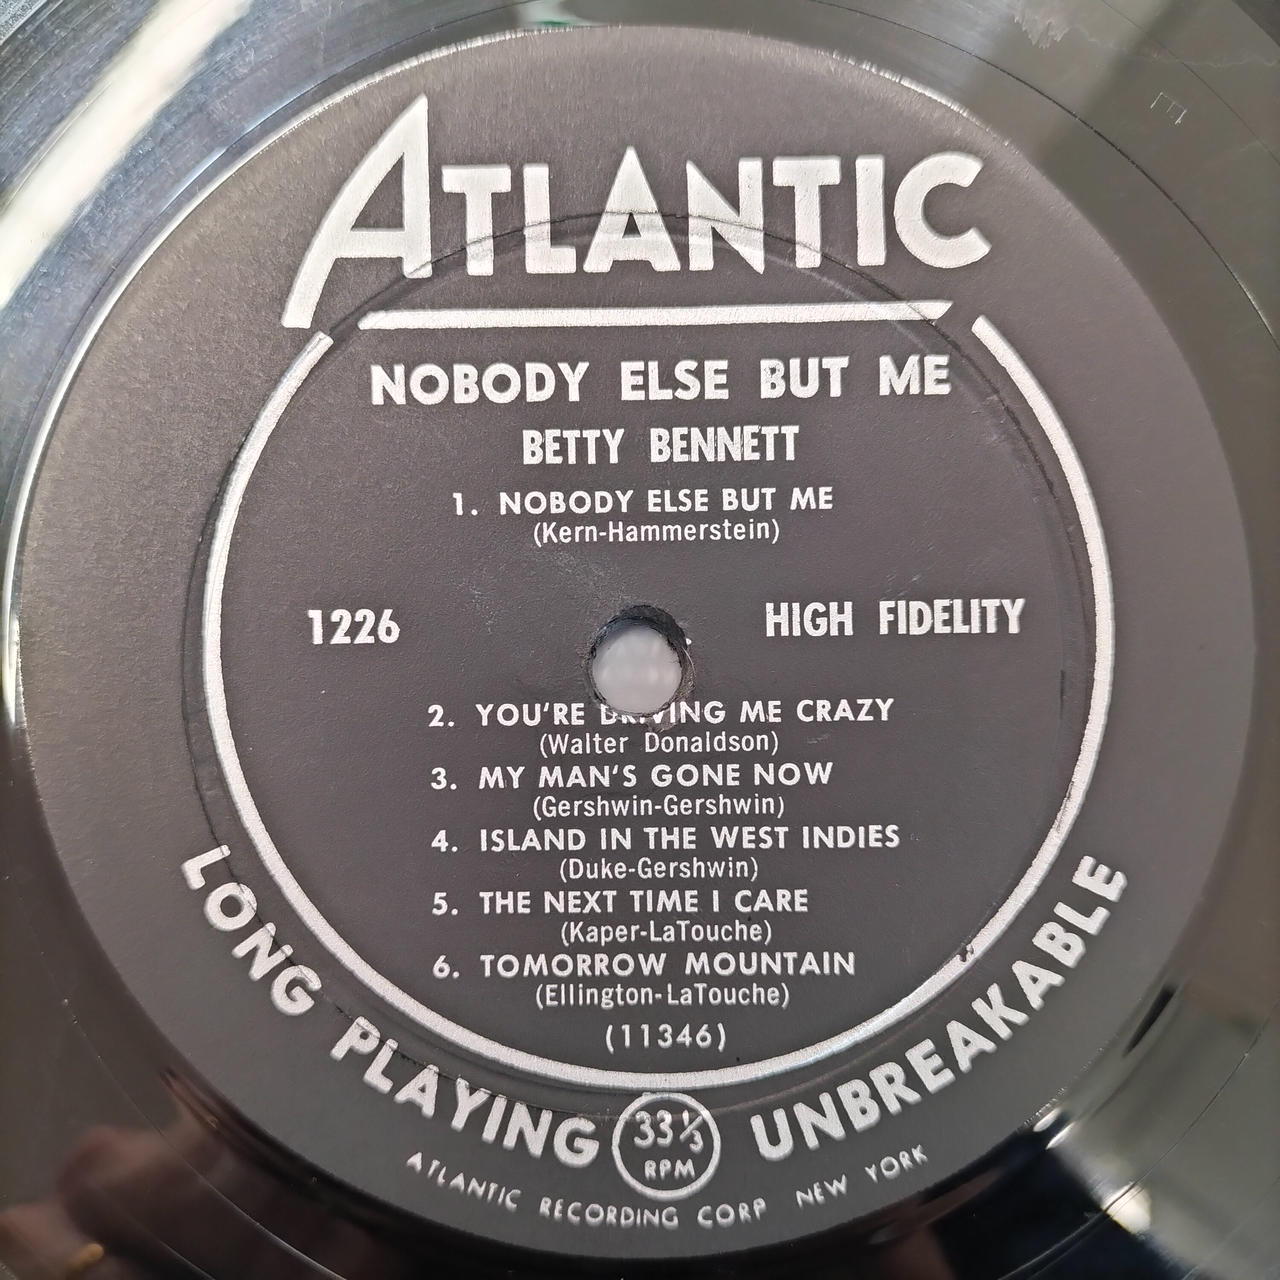 ATLANTIC
NOBODY ELSE BUT ME
BETTY BENNETT
1. NOBODY ELSE BUT ME
(Kern-Hammerstein)
1226 HIGH FIDELITY
2. YOU'RE DRIVING ME CRAZY
(Walter Donaldson)
3. MY MAN'S GONE NOW
(Gershwin-Gershwin)
4. ISLAND IN THE WEST INDIES
(Duke-Gershwin)
5. THE NEXT TIME I CARE
(Kaper-LaTouche)
6. TOMORROW MOUNTAIN
(Ellington-LaTouche)
(11346)
LONG PLAYING 33 1/3 RPM UNBREAKABLE
ATLANTIC RECORDING CORP NEW YORK